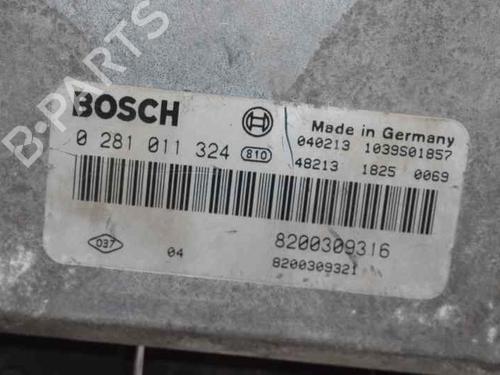 B-PARTS
BOSCH
Made in Germany
0 281 011 324 810
040213 1039S01857
48213 1825 0069
037
04
8200309316
8200309321